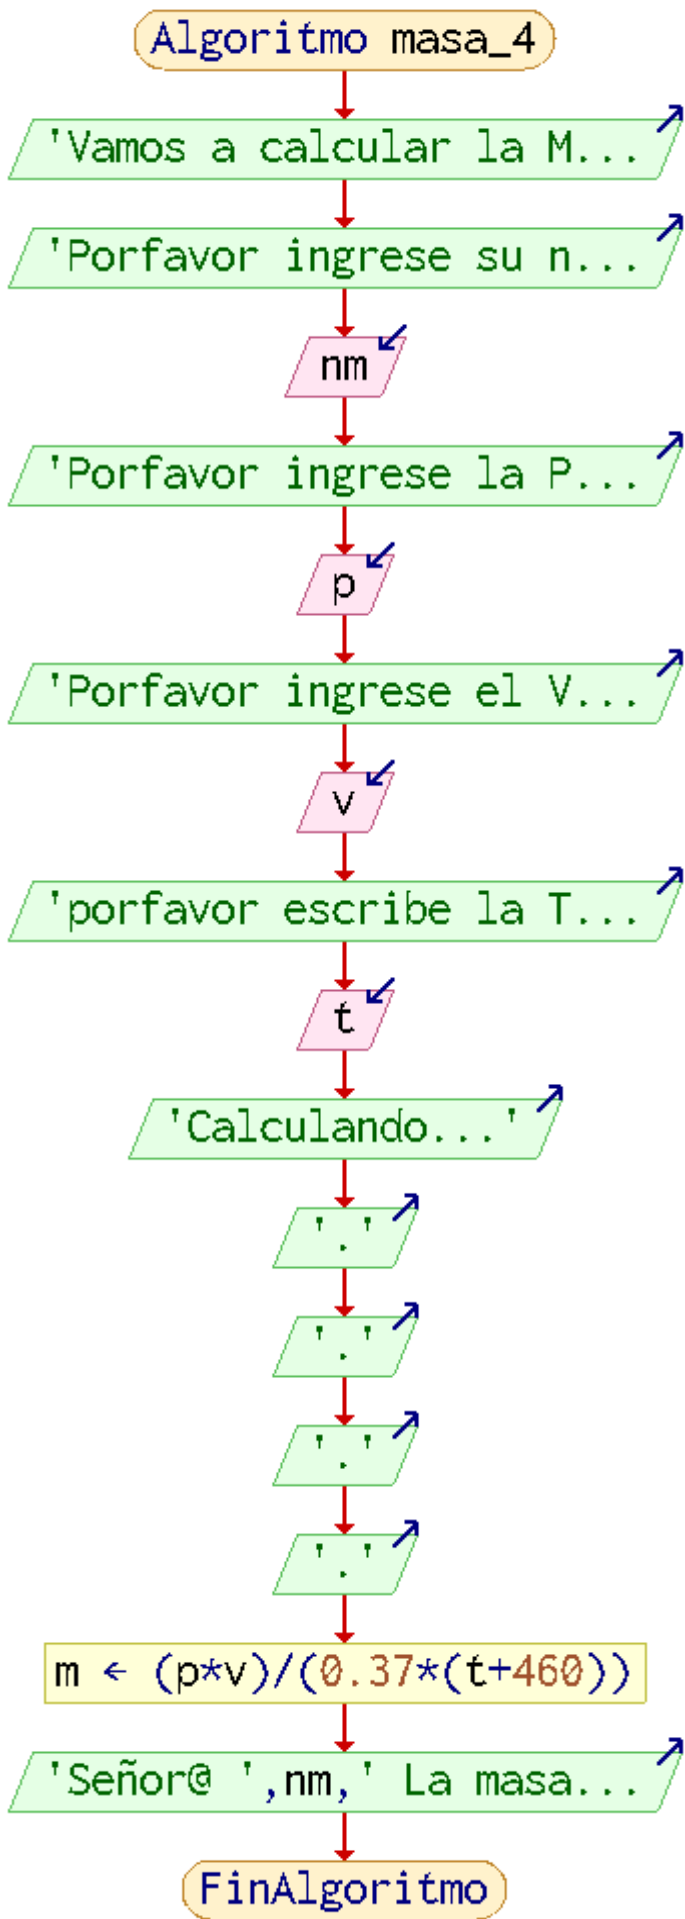 Algoritmo masa_4
'Vamos a calcular la M...
'Porfavor ingrese su n...
nm
'Porfavor ingrese la P...
p
'Porfavor ingrese el V...
v
'porfavor escribe la T...
t
'Calculando...'
'.'
'.'
'.'
'.'
m ← (p*v)/(0.37*(t+460))
'Señor@ ',nm,' La masa...
FinAlgoritmo